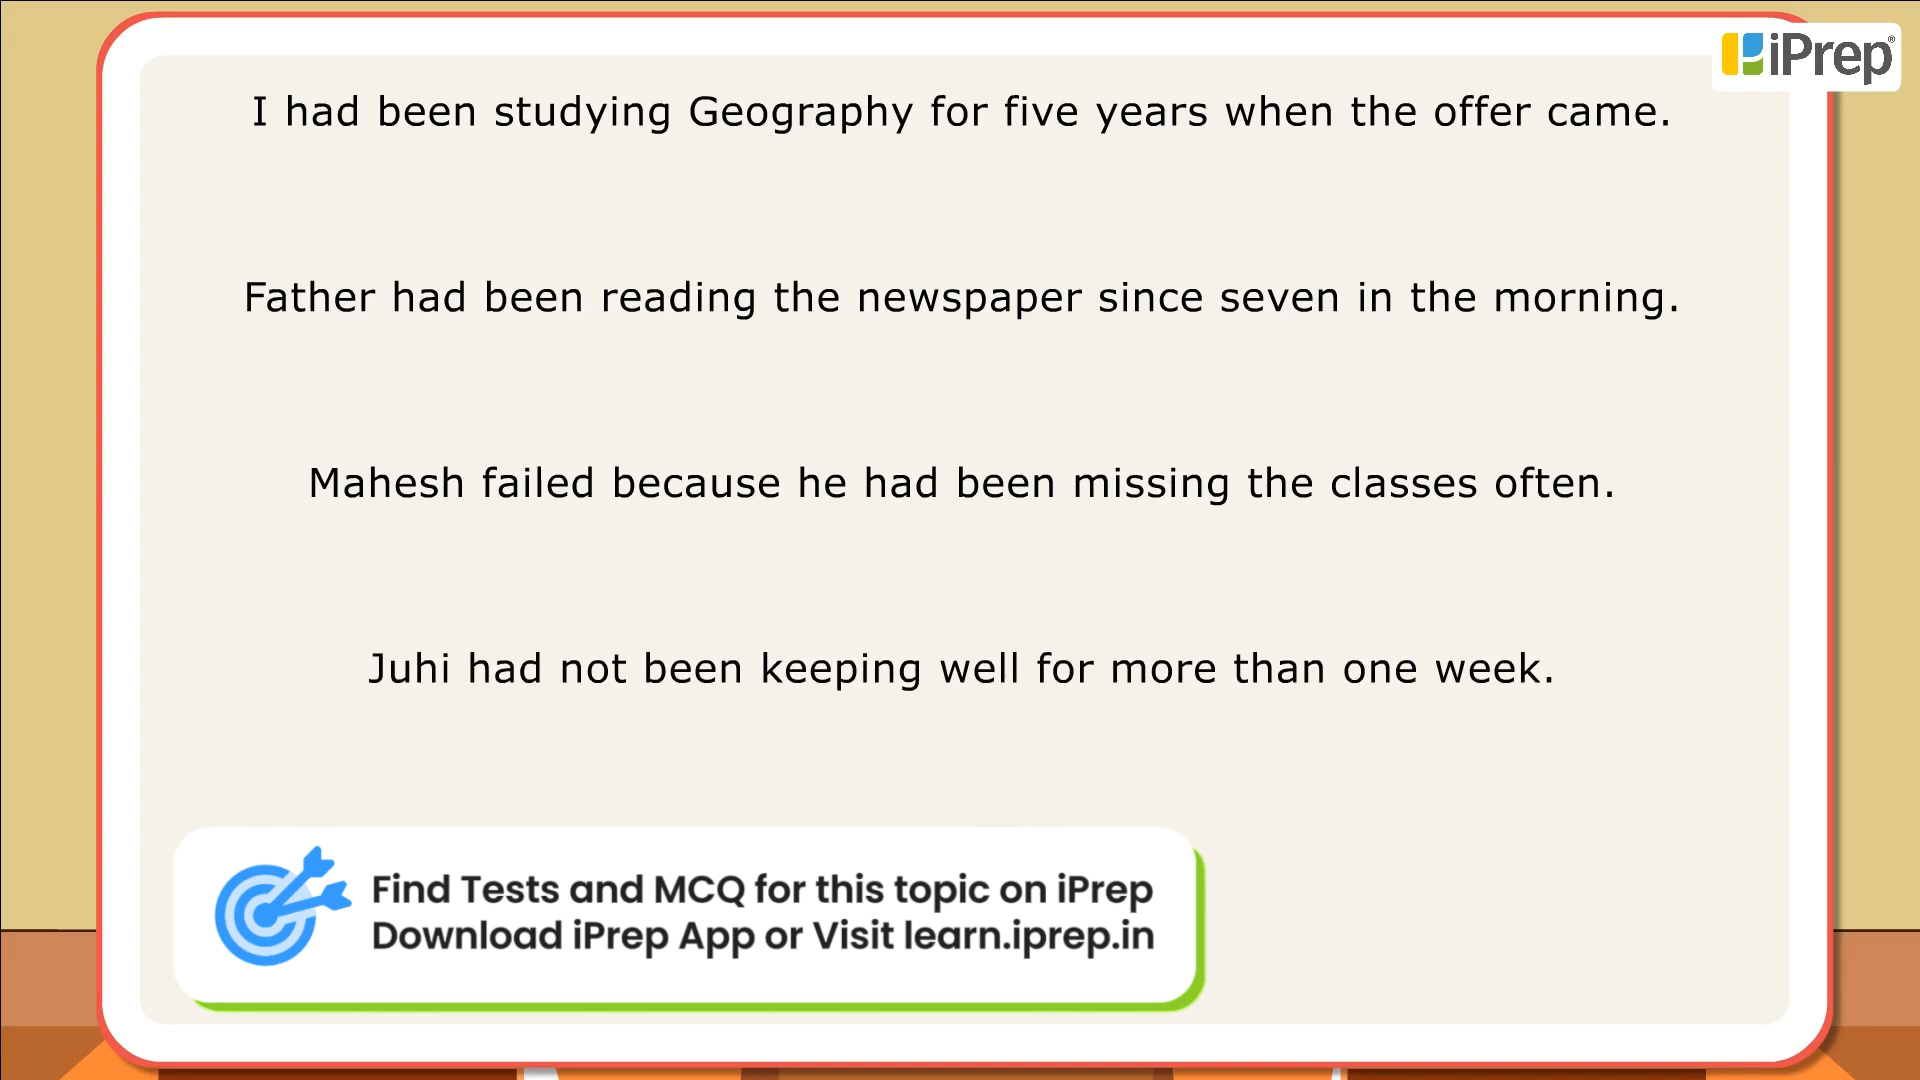 iPrep®
I had been studying Geography for five years when the offer came.
Father had been reading the newspaper since seven in the morning.
Mahesh failed because he had been missing the classes often.
Juhi had not been keeping well for more than one week.
Find Tests and MCQ for this topic on iPrep
Download iPrep App or Visit learn.iprep.in